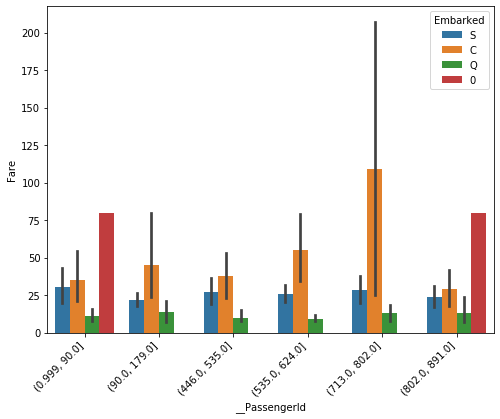 200
175
150
125
100
75
50
25
0
Fare
Embarked
S
C
Q
0
(0.999, 90.0]
(90.0, 179.0]
(446.0, 535.0]
(535.0, 624.0]
(713.0, 802.0]
(802.0, 891.0]
__PassengerId